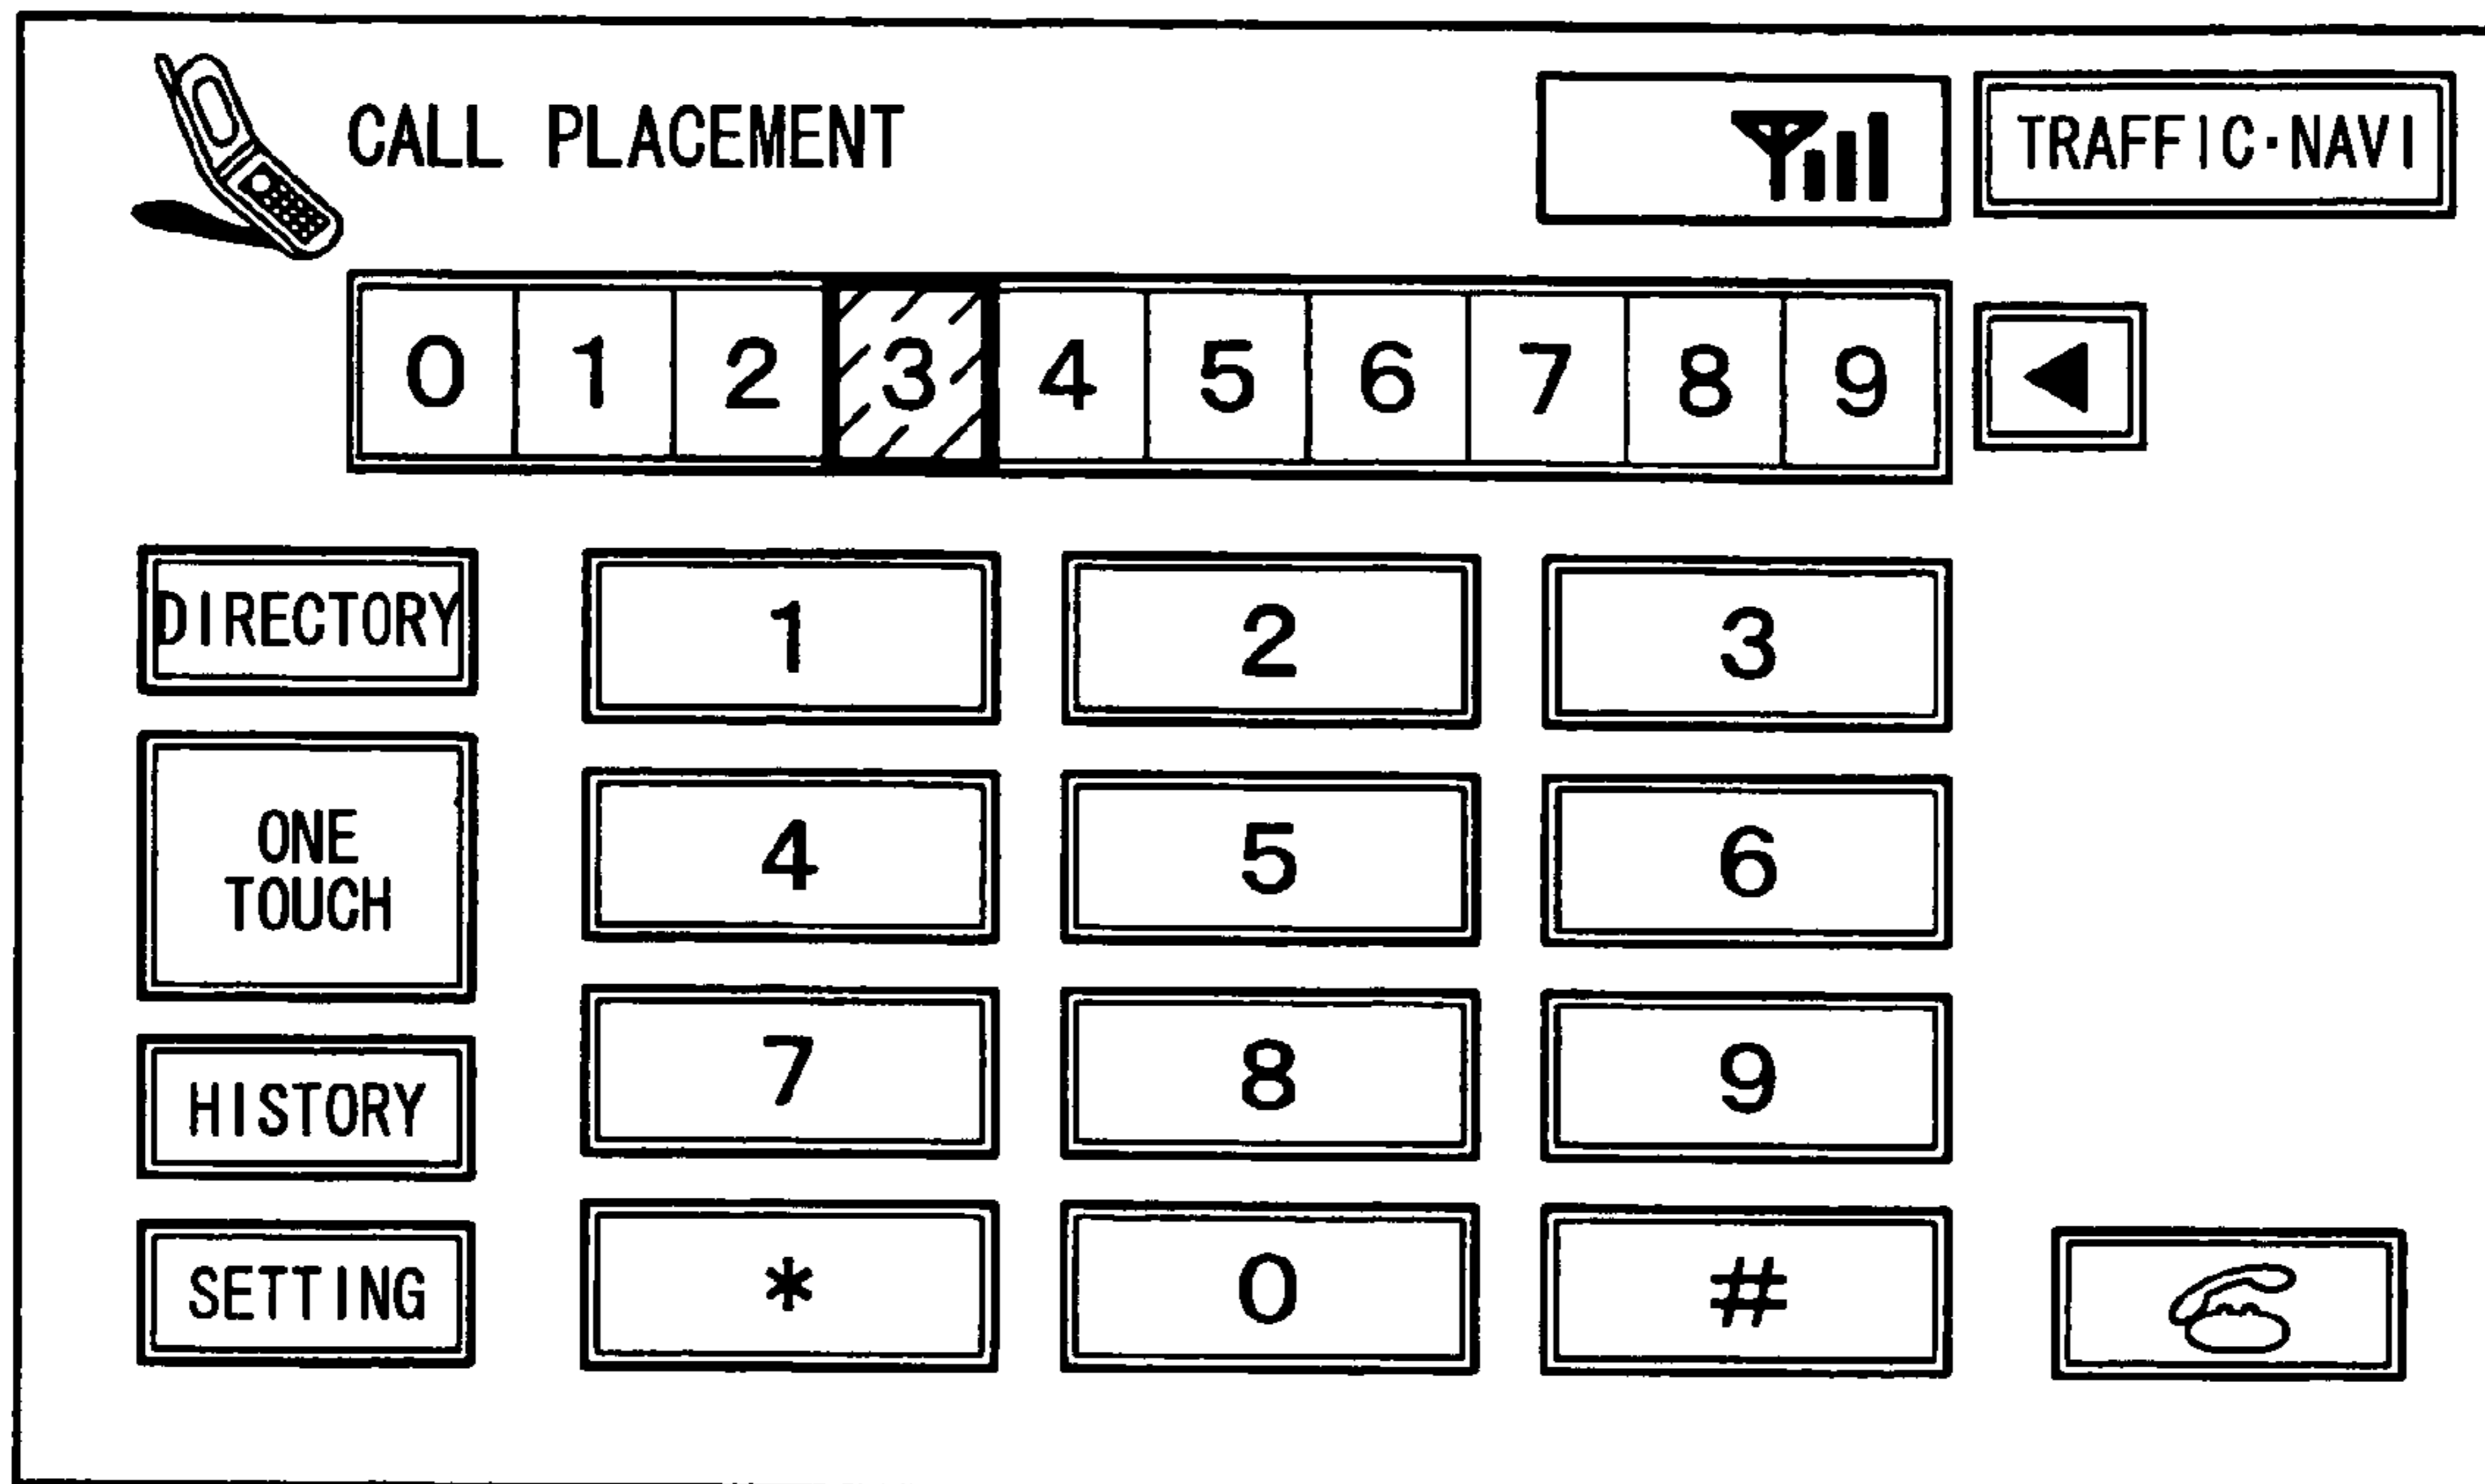 CALL PLACEMENT
TRAFFIC·NAVI
0 1 2 3 4 5 6 7 8 9
DIRECTORY
1 2 3
ONE
TOUCH
4 5 6
HISTORY
7 8 9
SETTING
* 0 #